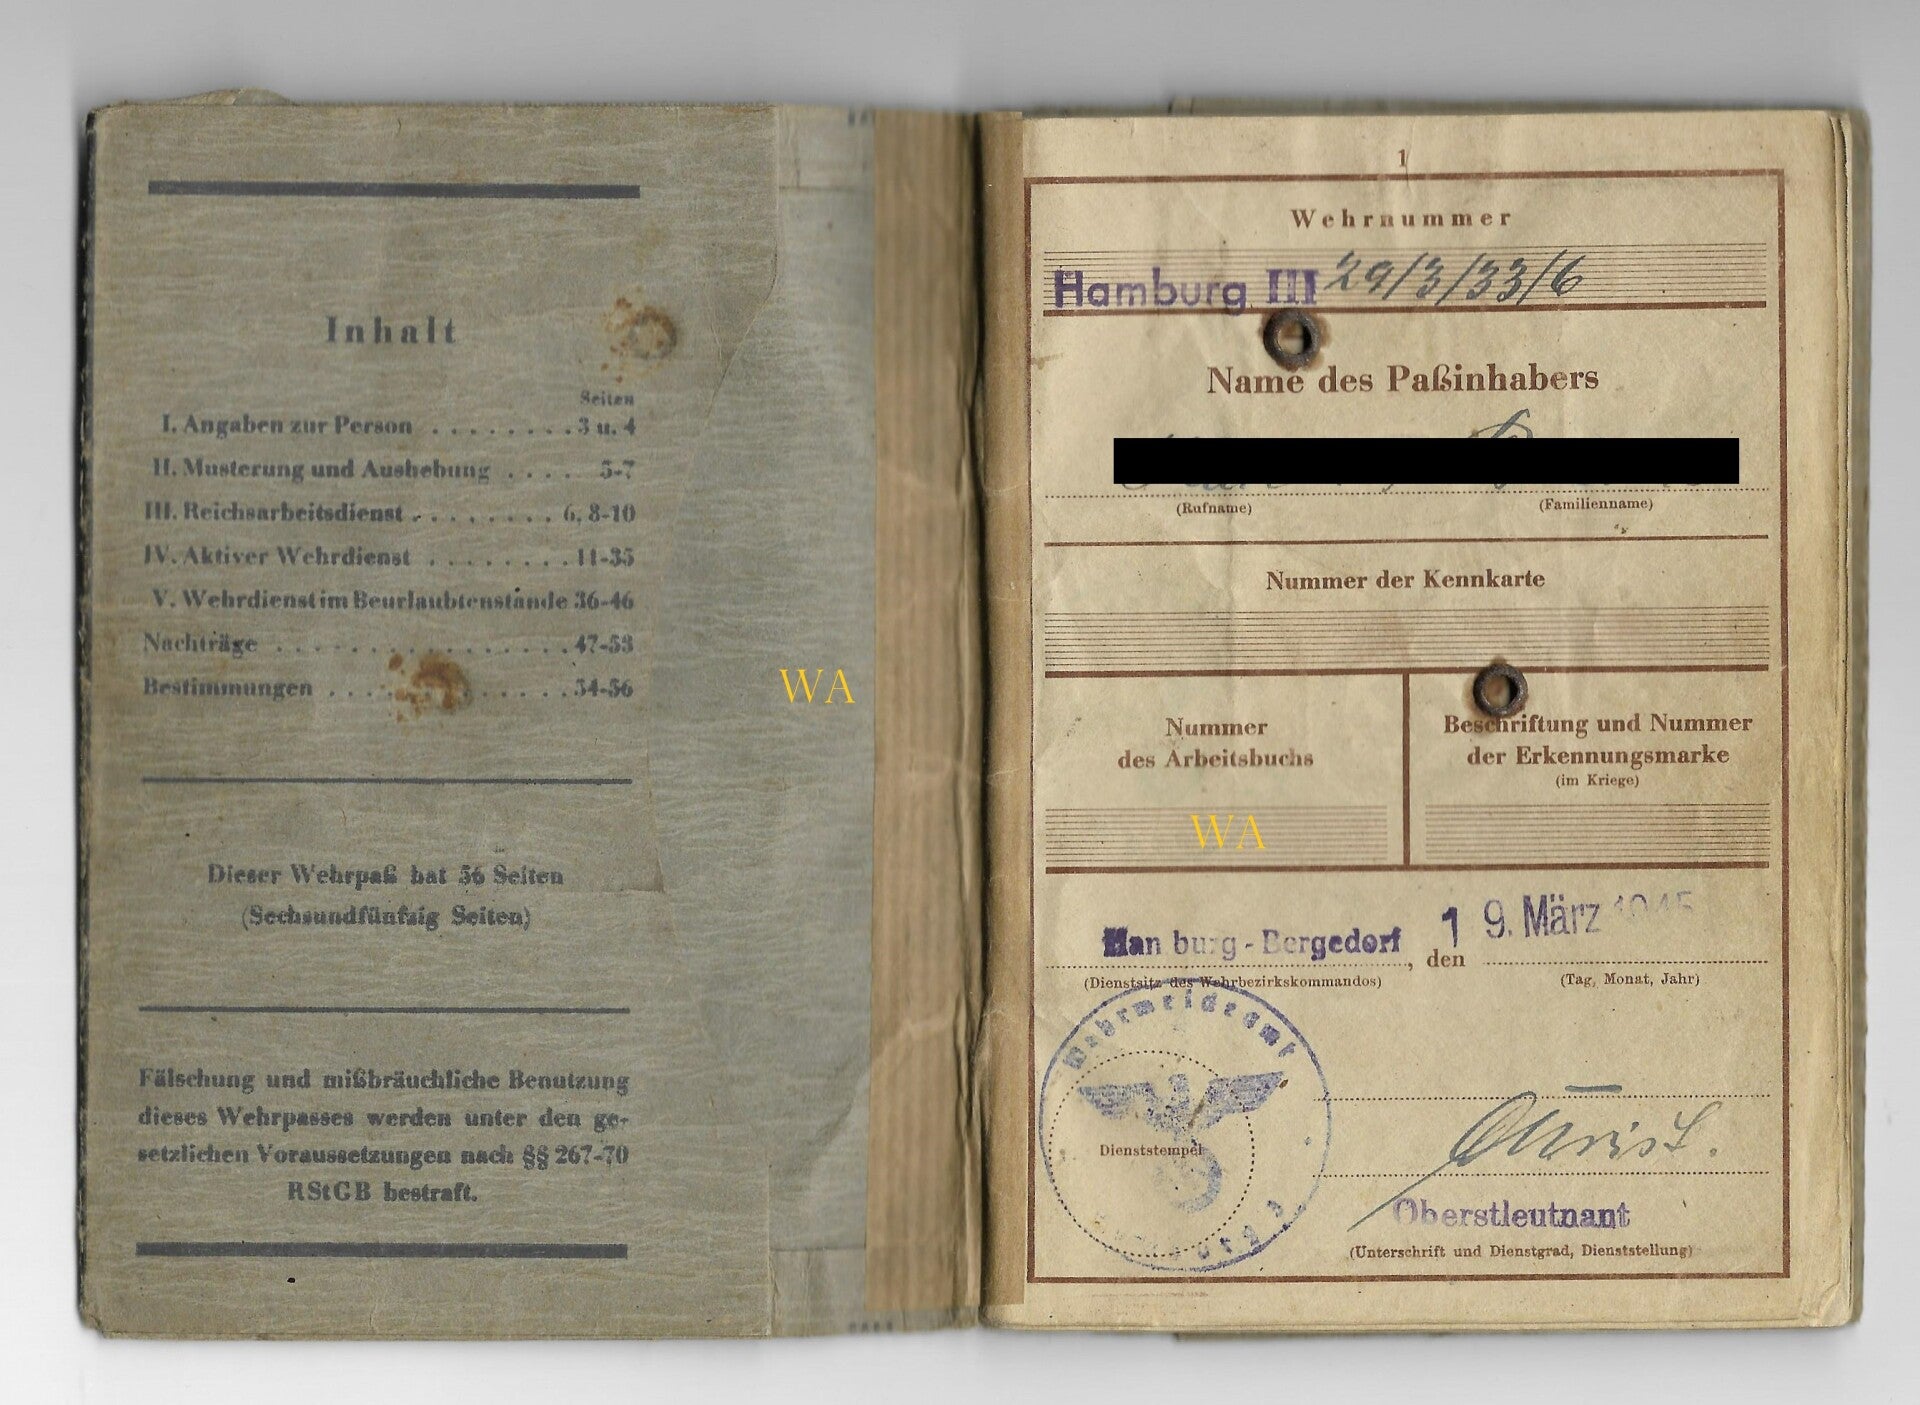 Inhalt
Seiten
I. Angaben zur Person . . . . . . . . 3 u. 4
II. Musterung und Aushebung . . . . . 5-7
III. Reichsarbeitsdienst . . . . . . . . 6, 8-10
IV. Aktiver Wehrdienst . . . . . . . . 11-35
V. Wehrdienst im Beurlaubtenstande 36-46
Nachträge . . . . . . . . . . . . . . . . 47-53
Bestimmungen . . . . . . . . . . . . . 54-56
Dieser Wehrpaß hat 56 Seiten
(Sechsundfünfzig Seiten)
Fälschung und mißbräuchliche Benutzung
dieses Wehrpasses werden unter den ge-
setzlichen Voraussetzungen nach §§ 267-70
RStGB bestraft.
WA
1
Wehrnummer
Hamburg III 29/3/33/6
Name des Paßinhabers
(Rufname) (Familienname)
Nummer der Kennkarte
Nummer
des Arbeitsbuchs
Beschriftung und Nummer
der Erkennungsmarke
(im Kriege)
WA
Hamburg-Bergedorf, den 19. März 1945
(Dienstsitz des Wehrbezirkskommandos) (Tag, Monat, Jahr)
Wehrmeldeamt
Dienststempel
Oberstleutnant
(Unterschrift und Dienstgrad, Dienststellung)